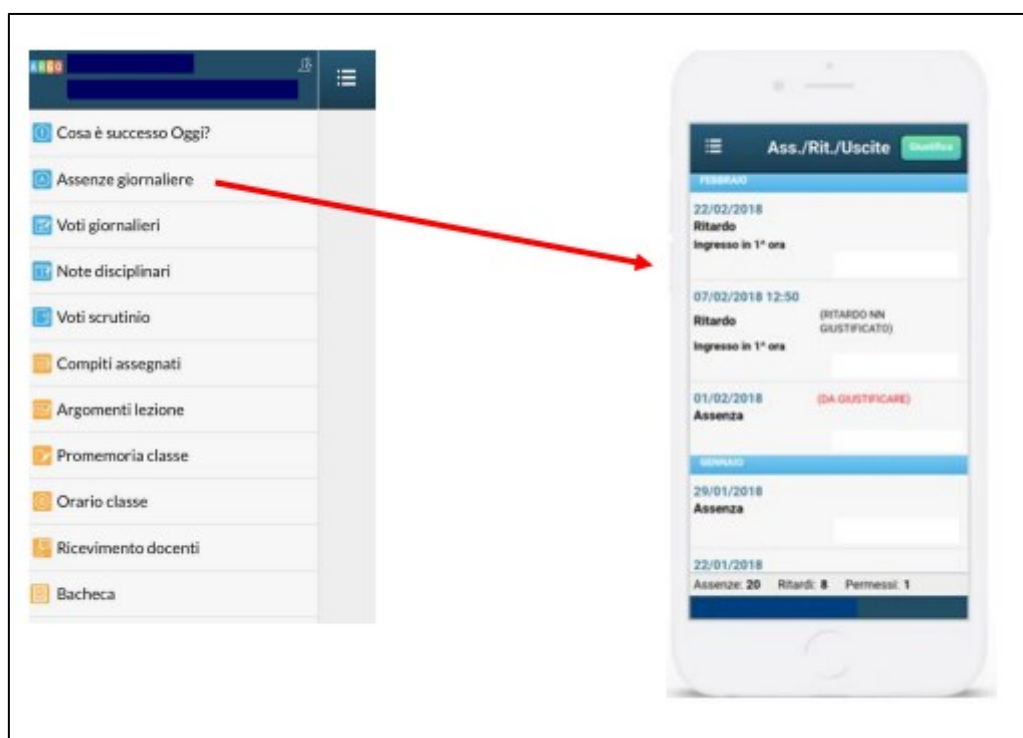 ARGO
Cosa è successo Oggi?
Assenze giornaliere
Voti giornalieri
Note disciplinari
Voti scrutinio
Compiti assegnati
Argomenti lezione
Promemoria classe
Orario classe
Ricevimento docenti
Bacheca
Ass./Rit./Uscite
Giustifica
FEBBRAIO
22/02/2018
Ritardo
Ingresso in 1ª ora
07/02/2018 12:50
Ritardo
(RITARDO NN
GIUSTIFICATO)
Ingresso in 1ª ora
01/02/2018
(DA GIUSTIFICARE)
Assenza
GENNAIO
29/01/2018
Assenza
22/01/2018
Assenze: 20 Ritardi: 8 Permessi: 1